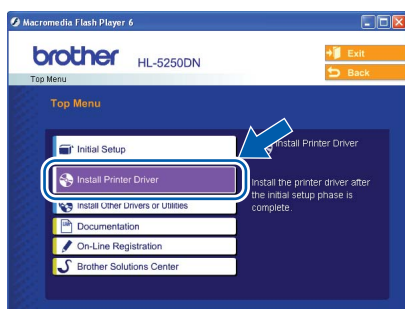 Macromedia Flash Player 6
brother HL-5250DN
Exit
Back
Top Menu
Top Menu
Initial Setup
Install Printer Driver
Install Other Drivers or Utilities
Documentation
On-Line Registration
Brother Solutions Center
Install Printer Driver
Install the printer driver after
the initial setup phase is
complete.